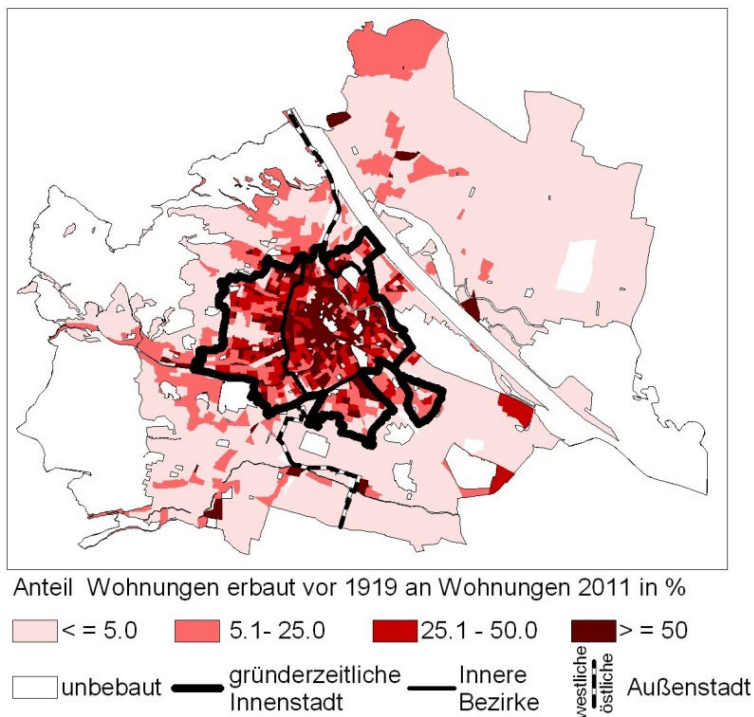 Anteil Wohnungen erbaut vor 1919 an Wohnungen 2011 in %
< = 5.0 5.1- 25.0 25.1 - 50.0 > = 50
unbebaut gründerzeitliche Innere westliche Außenstadt
Innenstadt Bezirke östliche